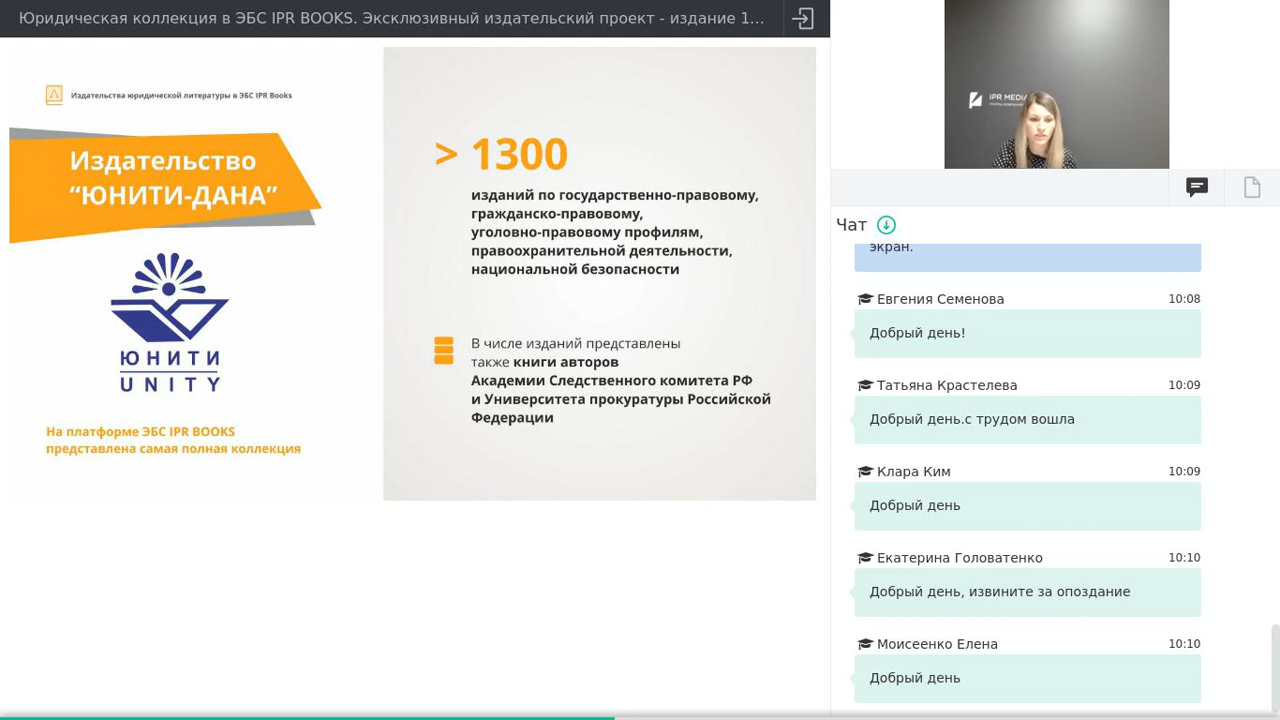 Юридическая коллекция в ЭБС IPR BOOKS. Эксклюзивный издательский проект - издание 1...
Издательства юридической литературы в ЭБС IPR Books
Издательство
“ЮНИТИ-ДАНА”
ЮНИТИ
UNITY
На платформе ЭБС IPR BOOKS
представлена самая полная коллекция
> 1300
изданий по государственно-правовому,
гражданско-правовому,
уголовно-правовому профилям,
правоохранительной деятельности,
национальной безопасности
В числе изданий представлены
также книги авторов
Академии Следственного комитета РФ
и Университета прокуратуры Российской
Федерации
IPR MEDIA
Чат
экран.
Евгения Семенова 10:08
Добрый день!
Татьяна Крастелева 10:09
Добрый день.с трудом вошла
Клара Ким 10:09
Добрый день
Екатерина Головатенко 10:10
Добрый день, извините за опоздание
Моисеенко Елена 10:10
Добрый день